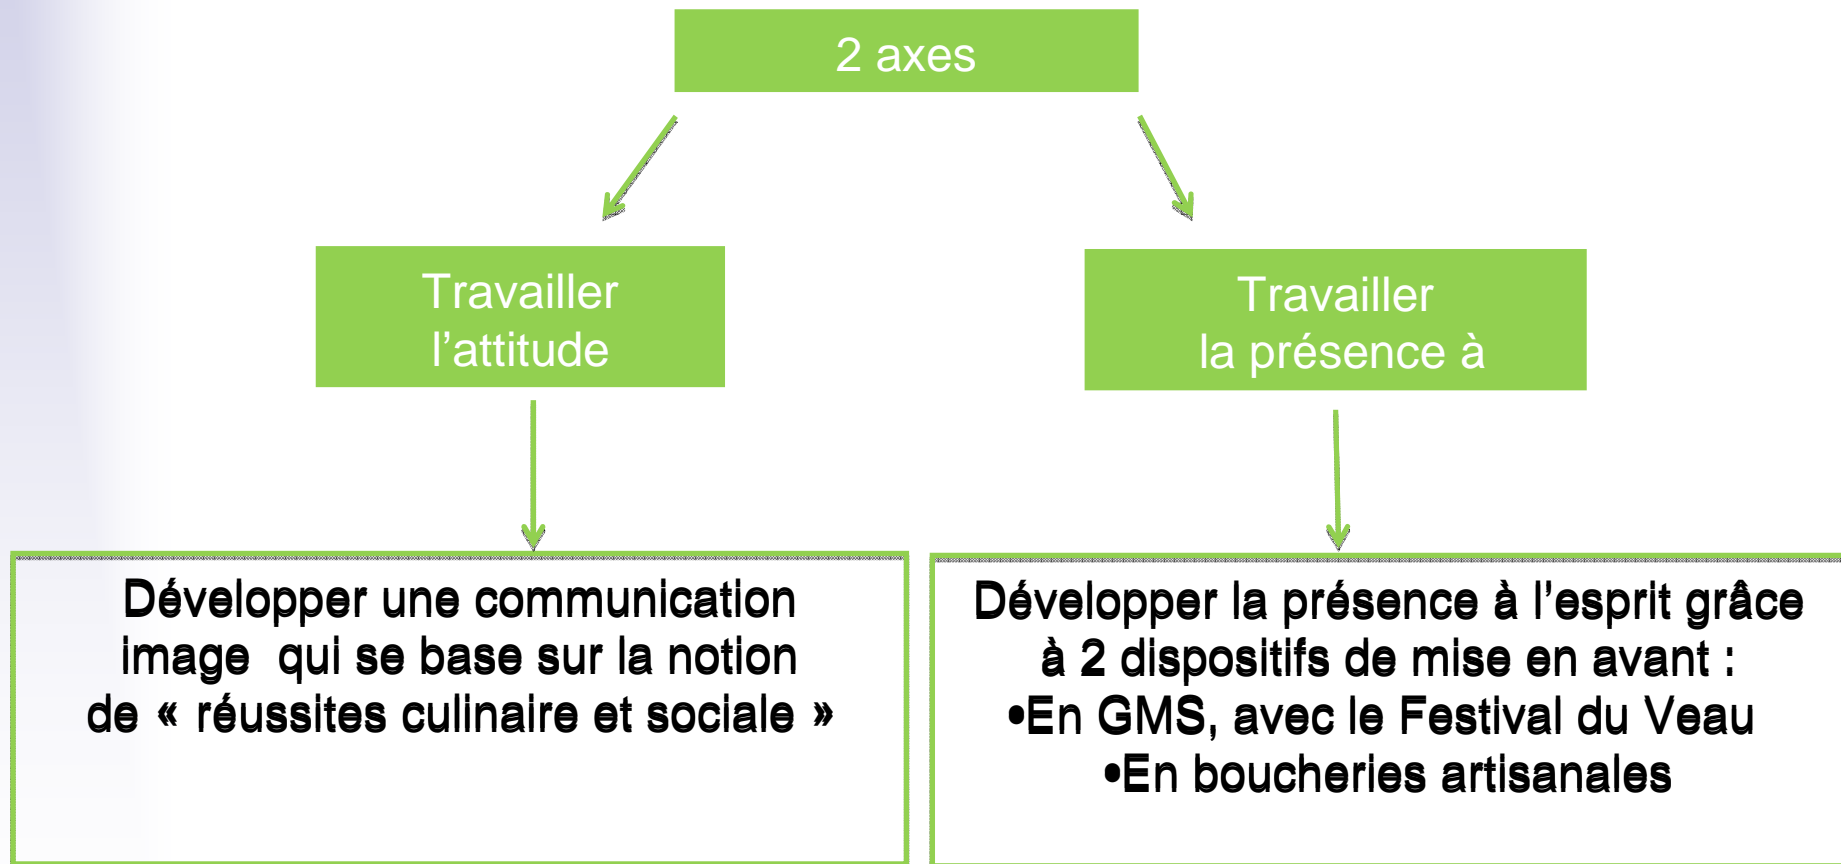 2 axes
Travailler
l’attitude
Travailler
la présence à
Développer une communication
image qui se base sur la notion
de « réussites culinaire et sociale »
Développer la présence à l’esprit grâce
à 2 dispositifs de mise en avant :
•En GMS, avec le Festival du Veau
•En boucheries artisanales